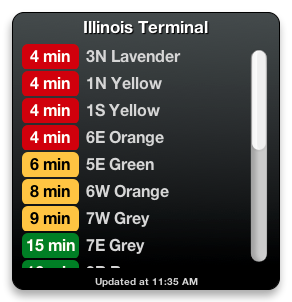 Illinois Terminal
4 min 3N Lavender
4 min 1N Yellow
4 min 1S Yellow
4 min 6E Orange
6 min 5E Green
8 min 6W Orange
9 min 7W Grey
15 min 7E Grey
Updated at 11:35 AM